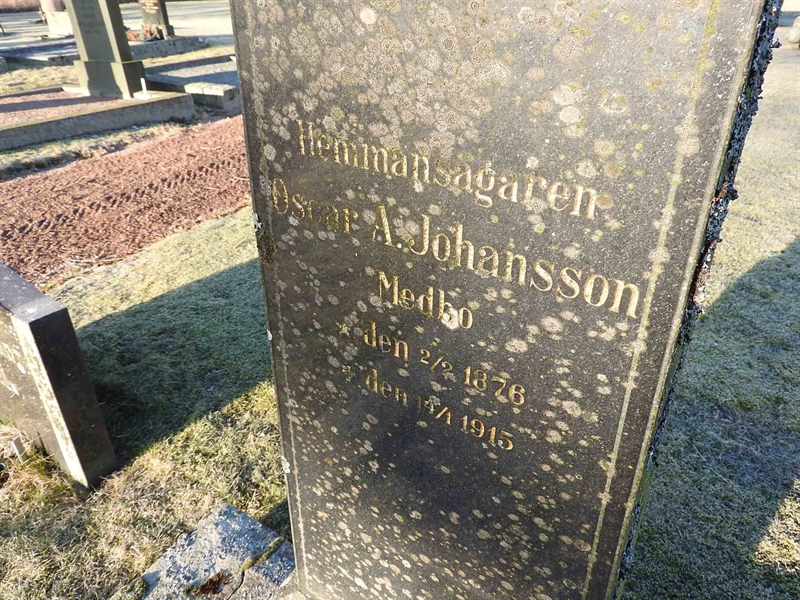 Hemmansägaren
Oscar A. Johansson
Medbo
* den 2/2 1876
den 14/1 1915